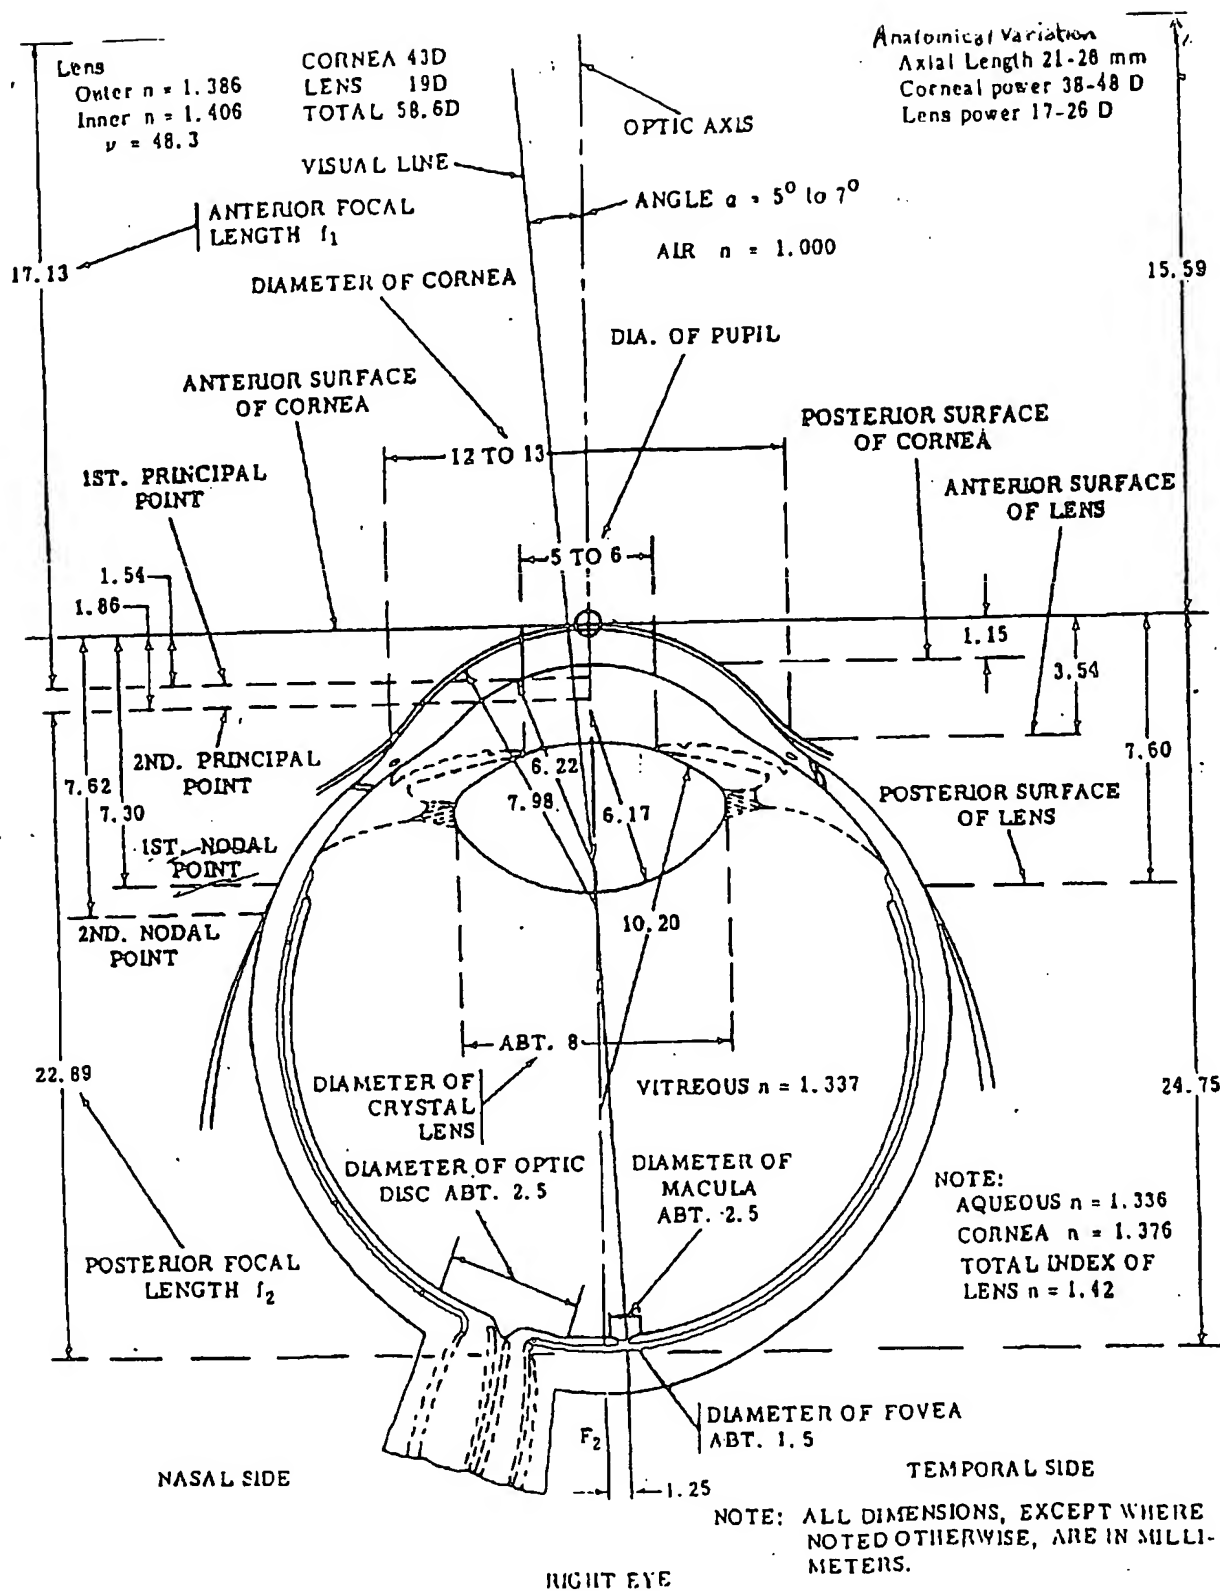 Lens
Outer n = 1.386
Inner n = 1.406
ν = 48.3
CORNEA 43D
LENS 19D
TOTAL 58.6D
Anatomical Variation
Axial Length 21-28 mm
Corneal power 38-48 D
Lens power 17-26 D
OPTIC AXIS
VISUAL LINE
ANGLE α = 5° to 7°
ANTERIOR FOCAL
LENGTH f1
AIR n = 1.000
17.13
15.59
DIAMETER OF CORNEA
DIA. OF PUPIL
ANTERIOR SURFACE
OF CORNEA
POSTERIOR SURFACE
OF CORNEA
12 TO 13
1ST. PRINCIPAL
POINT
ANTERIOR SURFACE
OF LENS
5 TO 6
1.54
1.86
1.15
3.54
2ND. PRINCIPAL
POINT
7.62
7.30
6.22
7.98
6.17
7.60
POSTERIOR SURFACE
OF LENS
1ST. NODAL
POINT
2ND. NODAL
POINT
10.20
ABT. 8
22.89
24.75
DIAMETER OF
CRYSTAL
LENS
VITREOUS n = 1.337
DIAMETER OF OPTIC
DISC ABT. 2.5
DIAMETER OF
MACULA
ABT. 2.5
NOTE:
AQUEOUS n = 1.336
CORNEA n = 1.376
TOTAL INDEX OF
LENS n = 1.42
POSTERIOR FOCAL
LENGTH f2
DIAMETER OF FOVEA
ABT. 1.5
F2
1.25
NASAL SIDE
TEMPORAL SIDE
NOTE: ALL DIMENSIONS, EXCEPT WHERE
NOTED OTHERWISE, ARE IN MILLI-
METERS.
RIGHT EYE